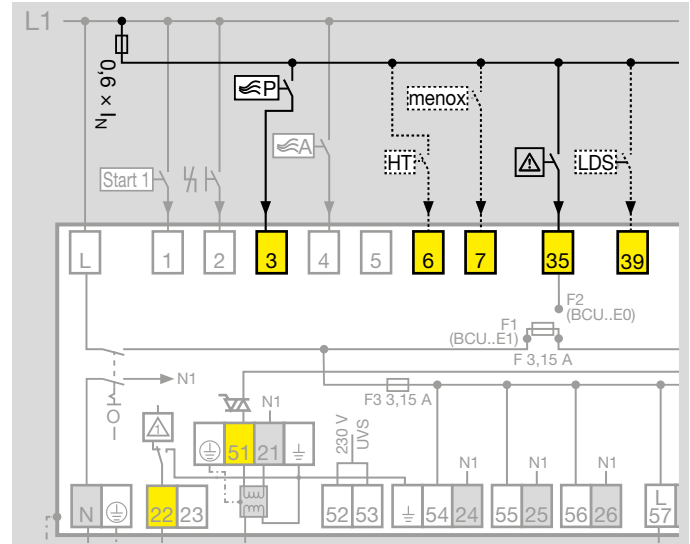 L1
0,6 × IN
P
menox
A
HT
LDS
Start 1
L 1 2 3 4 5 6 7 35 39
F2
(BCU..E0)
F1
(BCU..E1)
F 3,15 A
N1
F3 3,15 A
N1
230 V
UVS
1
51 21
N1 N1 N1
N 22 23 52 53 54 24 55 25 56 26 L
57